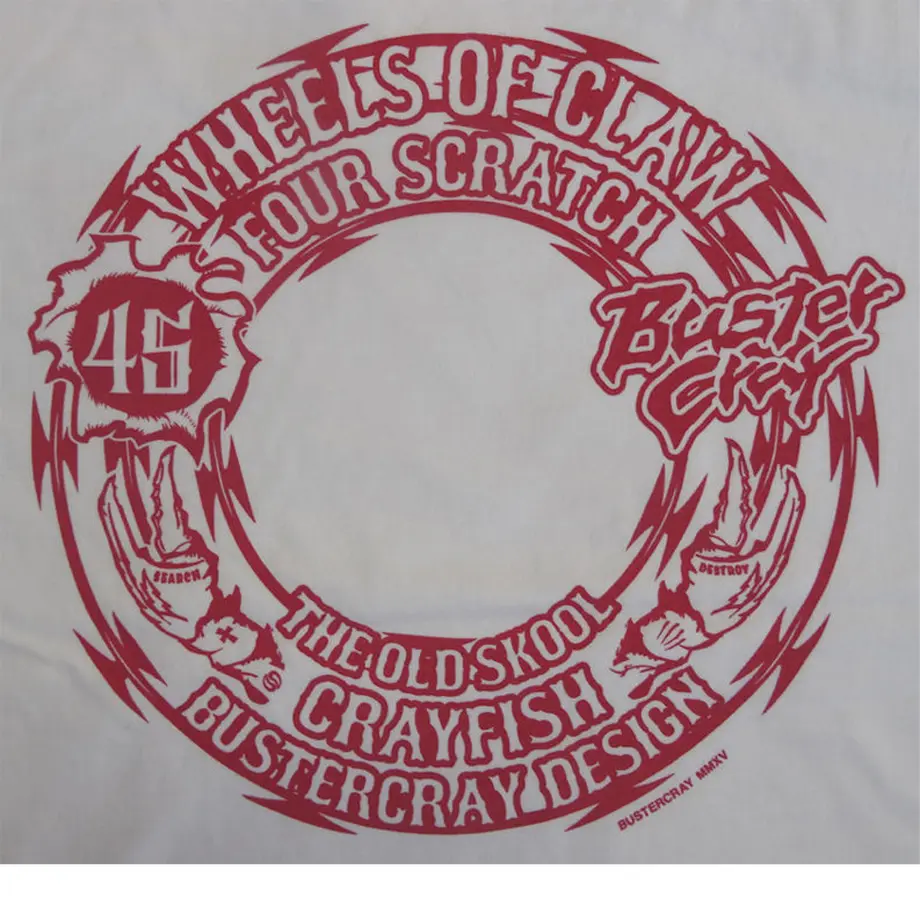 WHEELS OF CLAW
FOUR SCRATCH
45
Buster
Cray
SEARCH
DESTROY
THE OLD SKOOL
CRAYFISH
BUSTERCRAY DESIGN
BUSTERCRAY MMXV